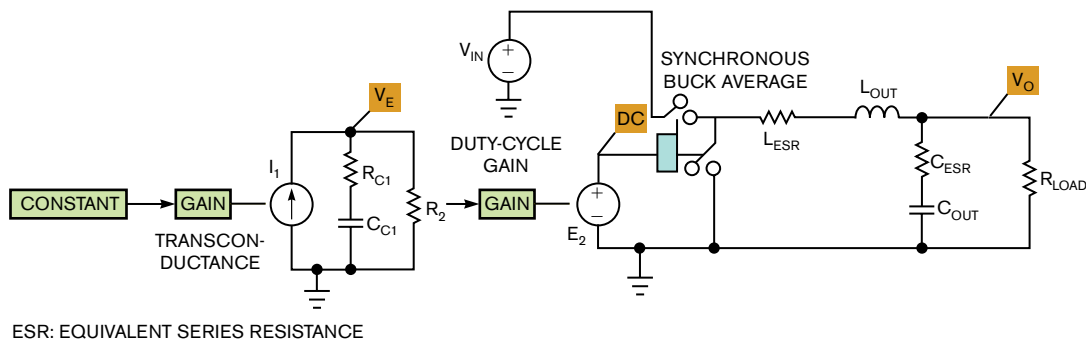 V_IN
SYNCHRONOUS
BUCK AVERAGE
L_OUT
V_O
V_E
DC
DUTY-CYCLE
GAIN
L_ESR
I_1
R_C1
C_ESR
R_LOAD
CONSTANT
GAIN
R_2
GAIN
C_C1
C_OUT
TRANSCON-
DUCTANCE
E_2
ESR: EQUIVALENT SERIES RESISTANCE